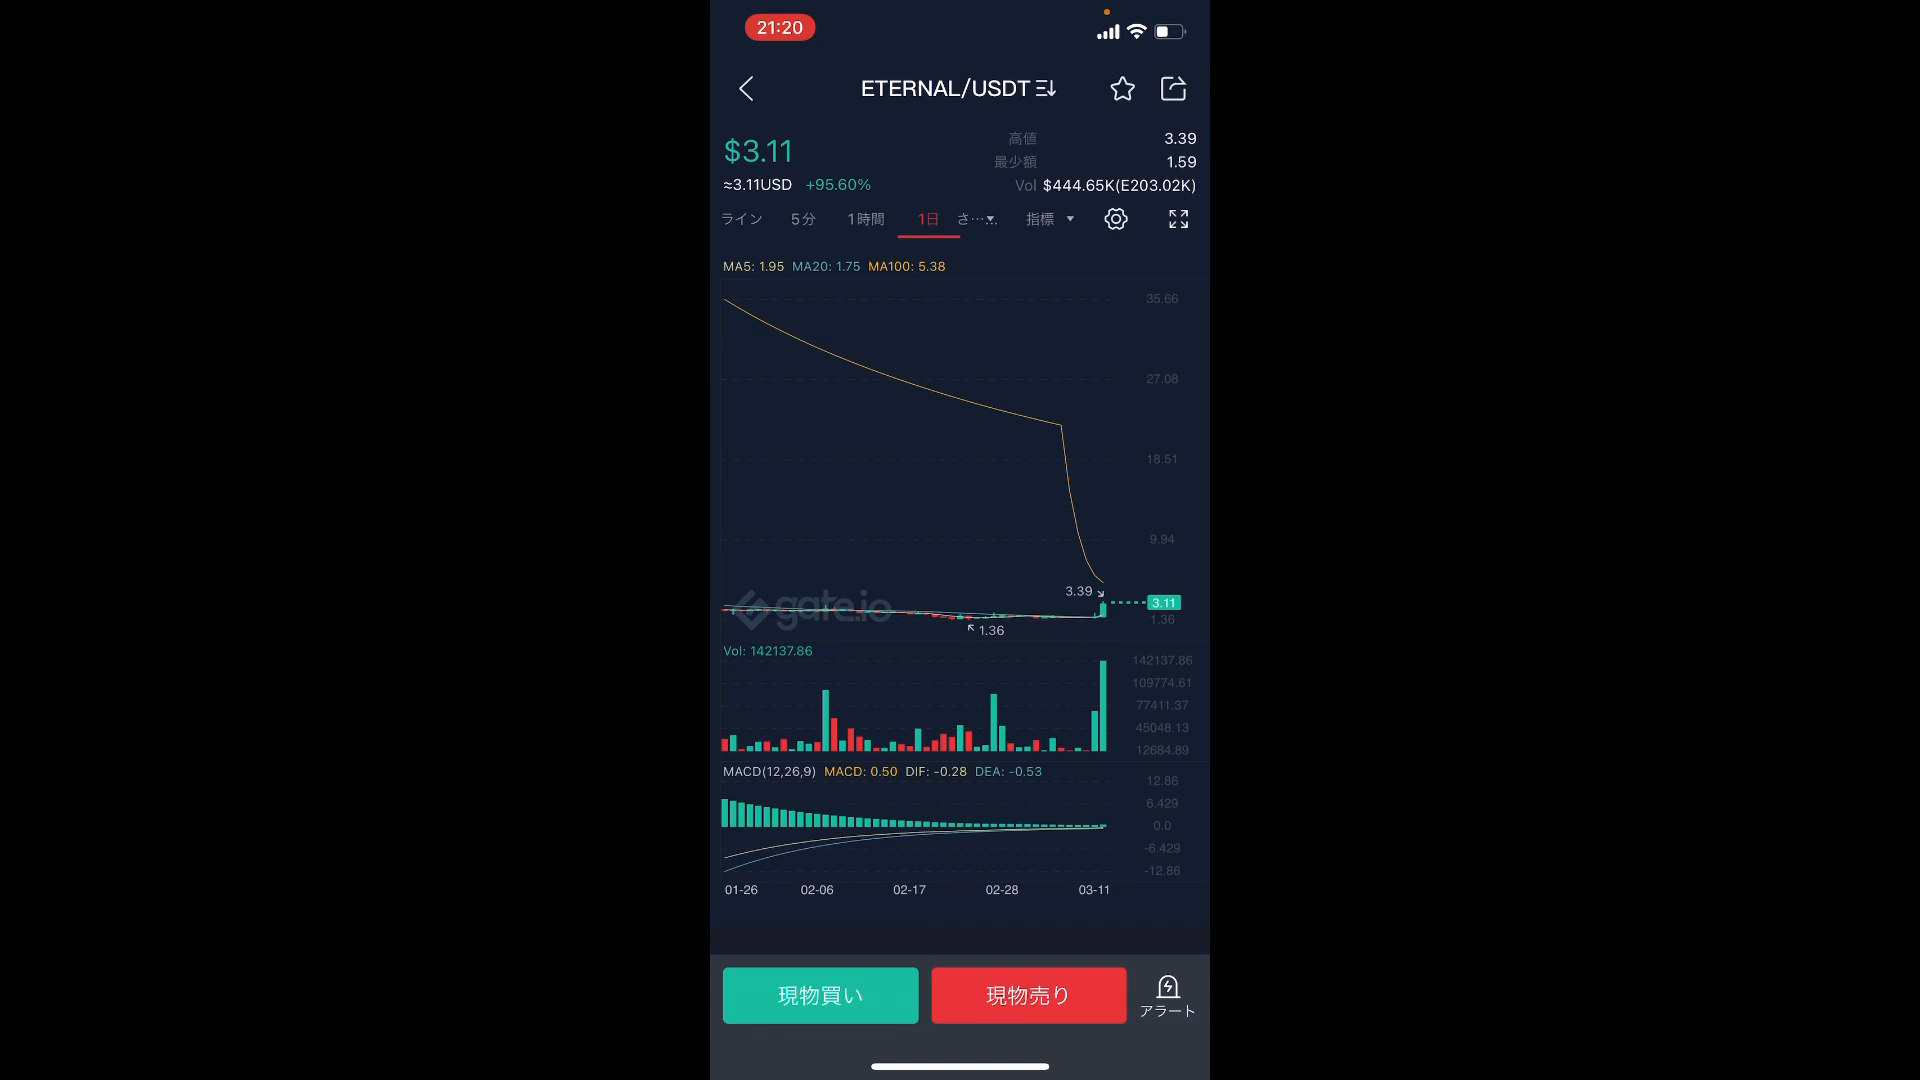 21:20
ETERNAL/USDT
$3.11
高値 3.39
最少額 1.59
≈3.11USD +95.60%
Vol $444.65K(E203.02K)
ライン 5分 1時間 1日 さ… 指標
MA5: 1.95 MA20: 1.75 MA100: 5.38
35.66
27.08
18.51
9.94
3.39
3.11
1.36
gate.io
1.36
Vol: 142137.86
142137.86
109774.61
77411.37
45048.13
12684.89
MACD(12,26,9) MACD: 0.50 DIF: -0.28 DEA: -0.53
12.86
6.429
0.0
-6.429
-12.86
01-26 02-06 02-17 02-28 03-11
現物買い 現物売り アラート